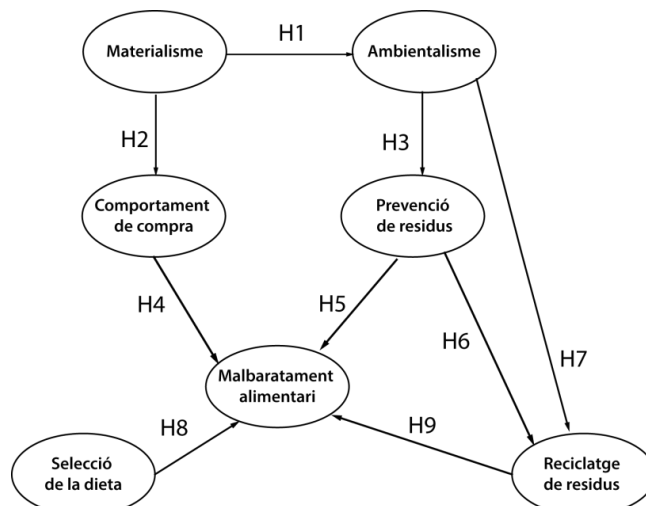 H1
Materialisme
Ambientalisme
H2
H3
Comportament
de compra
Prevenció
de residus
H4
H5
H6
H7
Malbaratament
alimentari
H8
H9
Selecció
de la dieta
Reciclatge
de residus